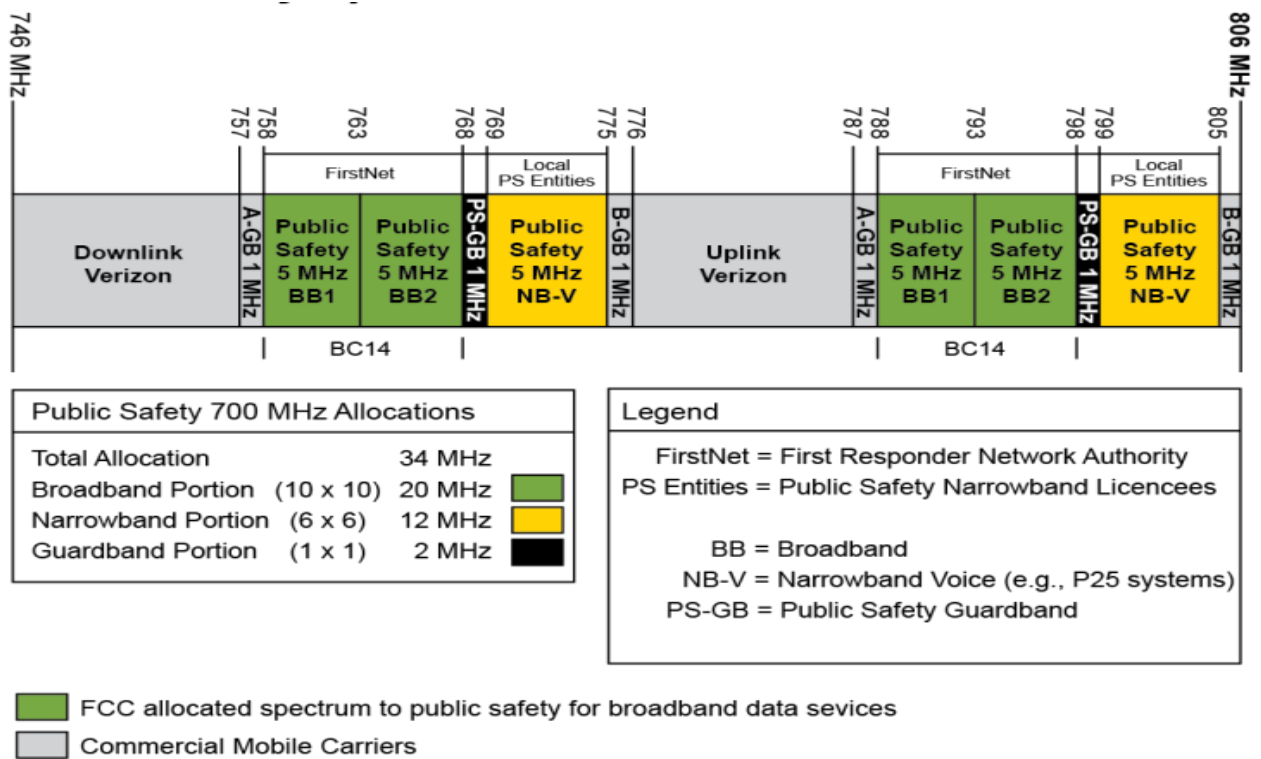 746 MHz
806 MHz
757
758
763
768
769
775
776
787
788
793
798
799
805
FirstNet
Local
PS Entities
FirstNet
Local
PS Entities
Downlink
Verizon
A-GB 1 MHz
Public
Safety
5 MHz
BB1
Public
Safety
5 MHz
BB2
PS-GB 1 MHz
Public
Safety
5 MHz
NB-V
B-GB 1 MHz
Uplink
Verizon
A-GB 1 MHz
Public
Safety
5 MHz
BB1
Public
Safety
5 MHz
BB2
PS-GB 1 MHz
Public
Safety
5 MHz
NB-V
B-GB 1 MHz
BC14
BC14
Public Safety 700 MHz Allocations
Total Allocation 34 MHz
Broadband Portion (10 x 10) 20 MHz
Narrowband Portion (6 x 6) 12 MHz
Guardband Portion (1 x 1) 2 MHz
Legend
FirstNet = First Responder Network Authority
PS Entities = Public Safety Narrowband Licencees
BB = Broadband
NB-V = Narrowband Voice (e.g., P25 systems)
PS-GB = Public Safety Guardband
FCC allocated spectrum to public safety for broadband data sevices
Commercial Mobile Carriers